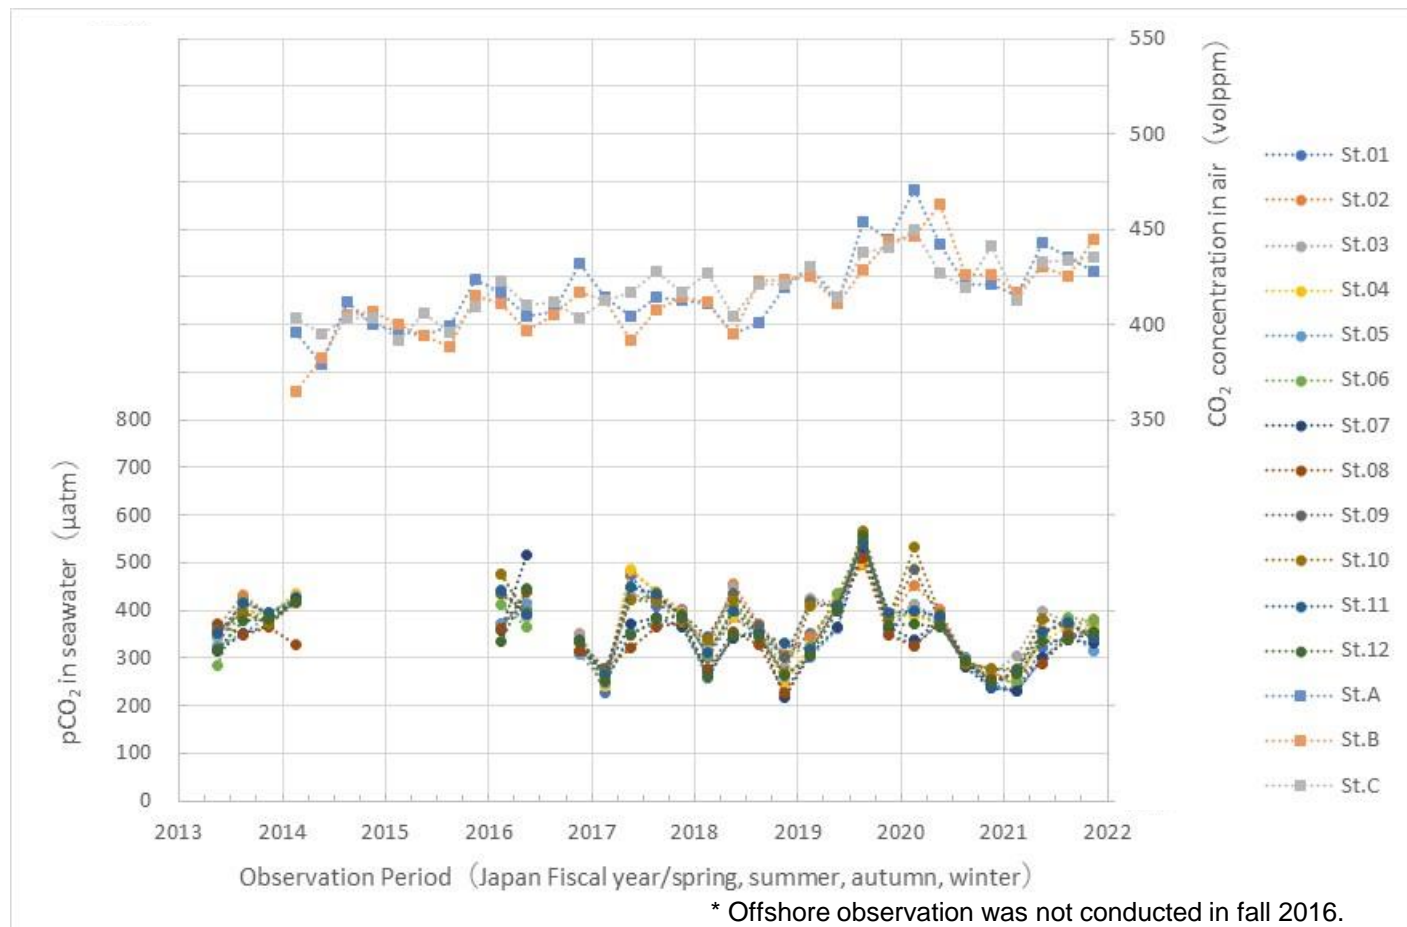 550
500
450
400
350
CO₂ concentration in air （volppm）
800
700
600
500
400
300
200
100
0
pCO₂ in seawater （μatm）
2013 2014 2015 2016 2017 2018 2019 2020 2021 2022
Observation Period （Japan Fiscal year/spring, summer, autumn, winter）
* Offshore observation was not conducted in fall 2016.
St.01
St.02
St.03
St.04
St.05
St.06
St.07
St.08
St.09
St.10
St.11
St.12
St.A
St.B
St.C